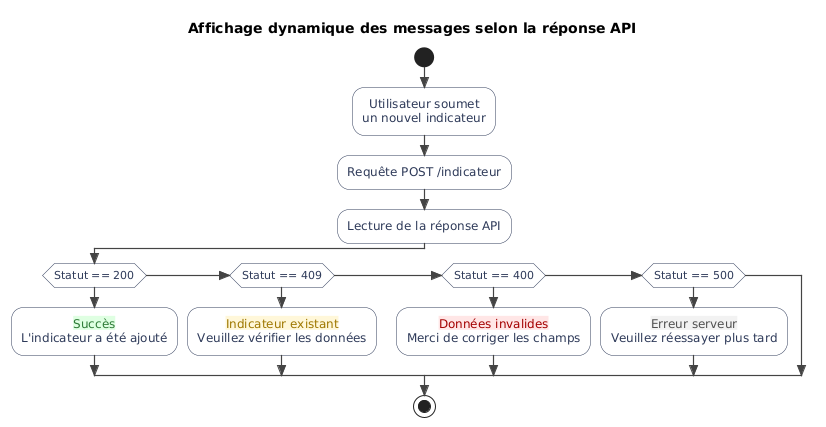 Affichage dynamique des messages selon la réponse API
Utilisateur soumet
un nouvel indicateur
Requête POST /indicateur
Lecture de la réponse API
Statut == 200
Statut == 409
Statut == 400
Statut == 500
Succès
L'indicateur a été ajouté
Indicateur existant
Veuillez vérifier les données
Données invalides
Merci de corriger les champs
Erreur serveur
Veuillez réessayer plus tard